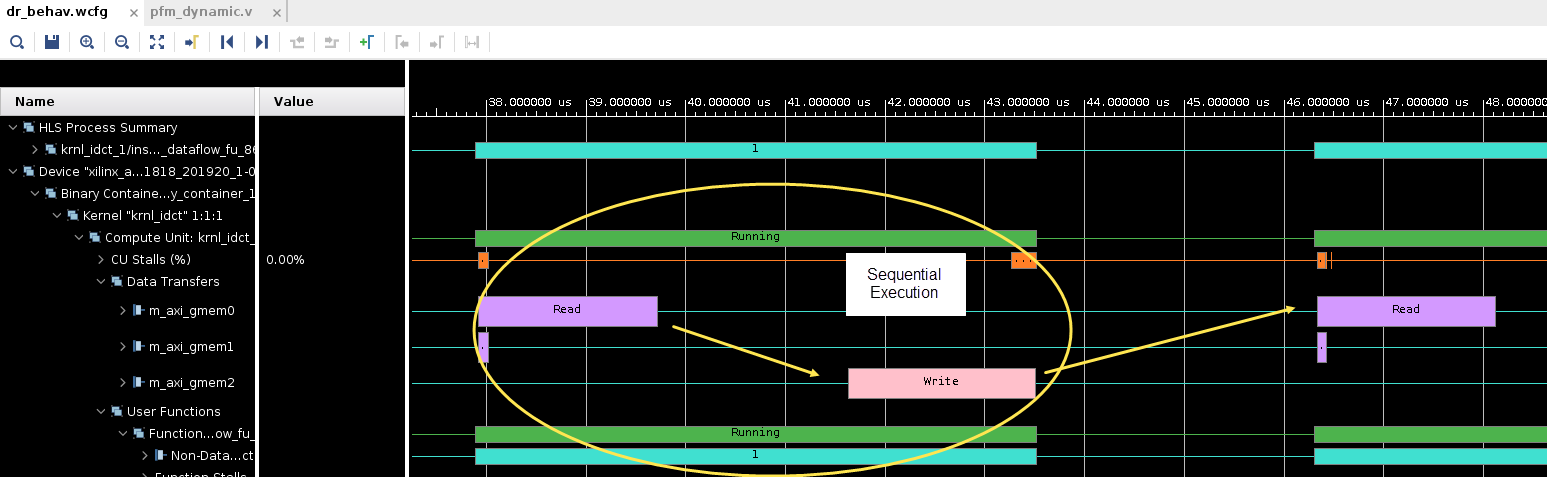 dr_behav.wcfg × pfm_dynamic.v ×
Name Value
38.000000 us 39.000000 us 40.000000 us 41.000000 us 42.000000 us 43.000000 us 44.000000 us 45.000000 us 46.000000 us 47.000000 us 48.000000
HLS Process Summary
krnl_idct_1/ins..._dataflow_fu_86 1
Device "xilinx_a...1818_201920_1-0
Binary Containe...y_container_1
Kernel "krnl_idct" 1:1:1
Compute Unit: krnl_idct_ Running
CU Stalls (%) 0.00%
Sequential
Execution
Data Transfers
m_axi_gmem0 Read Read
m_axi_gmem1
m_axi_gmem2 Write
User Functions
Function...ow_fu_ Running
Non-Data...ct 1
Function Stalls